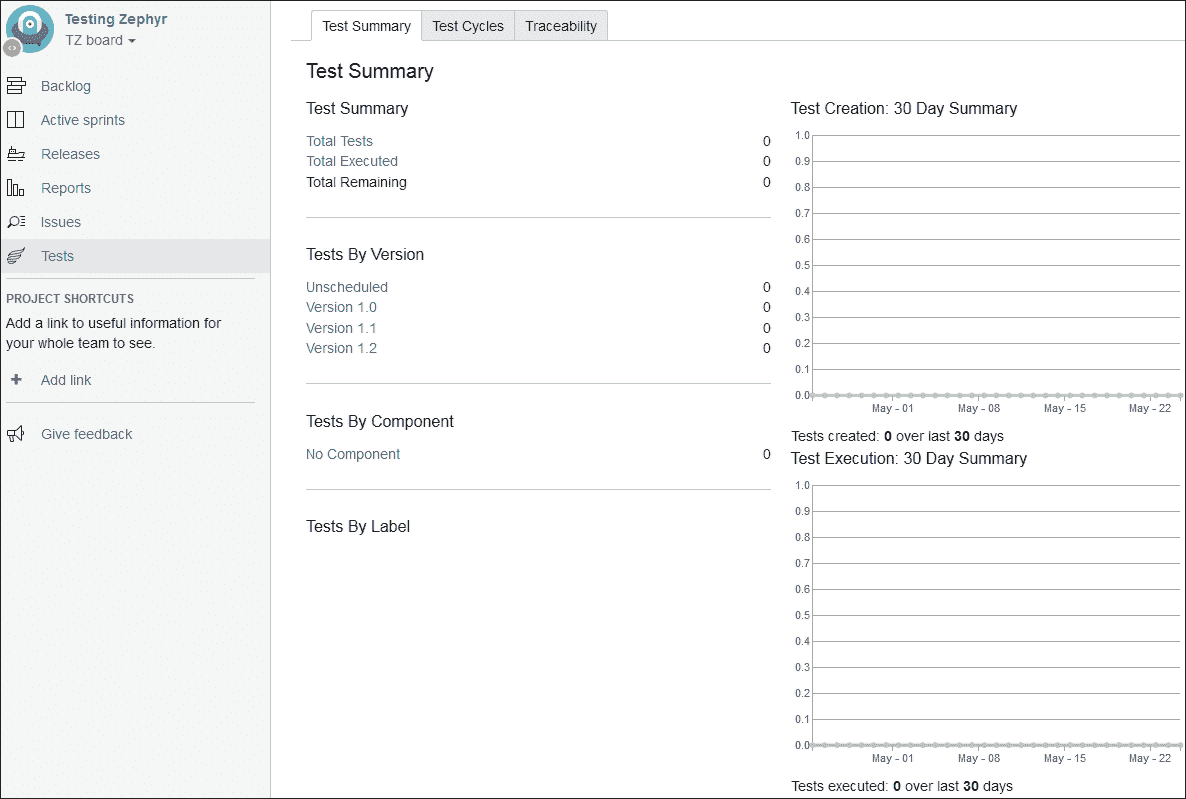 Testing Zephyr
TZ board
Backlog
Active sprints
Releases
Reports
Issues
Tests
PROJECT SHORTCUTS
Add a link to useful information for
your whole team to see.
Add link
Give feedback
Test Summary
Test Cycles
Traceability
Test Summary
Test Summary
Total Tests 0
Total Executed 0
Total Remaining 0
Tests By Version
Unscheduled 0
Version 1.0 0
Version 1.1 0
Version 1.2 0
Tests By Component
No Component 0
Tests By Label
Test Creation: 30 Day Summary
1.0
0.9
0.8
0.7
0.6
0.5
0.4
0.3
0.2
0.1
0.0
May - 01 May - 08 May - 15 May - 22
Tests created: 0 over last 30 days
Test Execution: 30 Day Summary
1.0
0.9
0.8
0.7
0.6
0.5
0.4
0.3
0.2
0.1
0.0
May - 01 May - 08 May - 15 May - 22
Tests executed: 0 over last 30 days